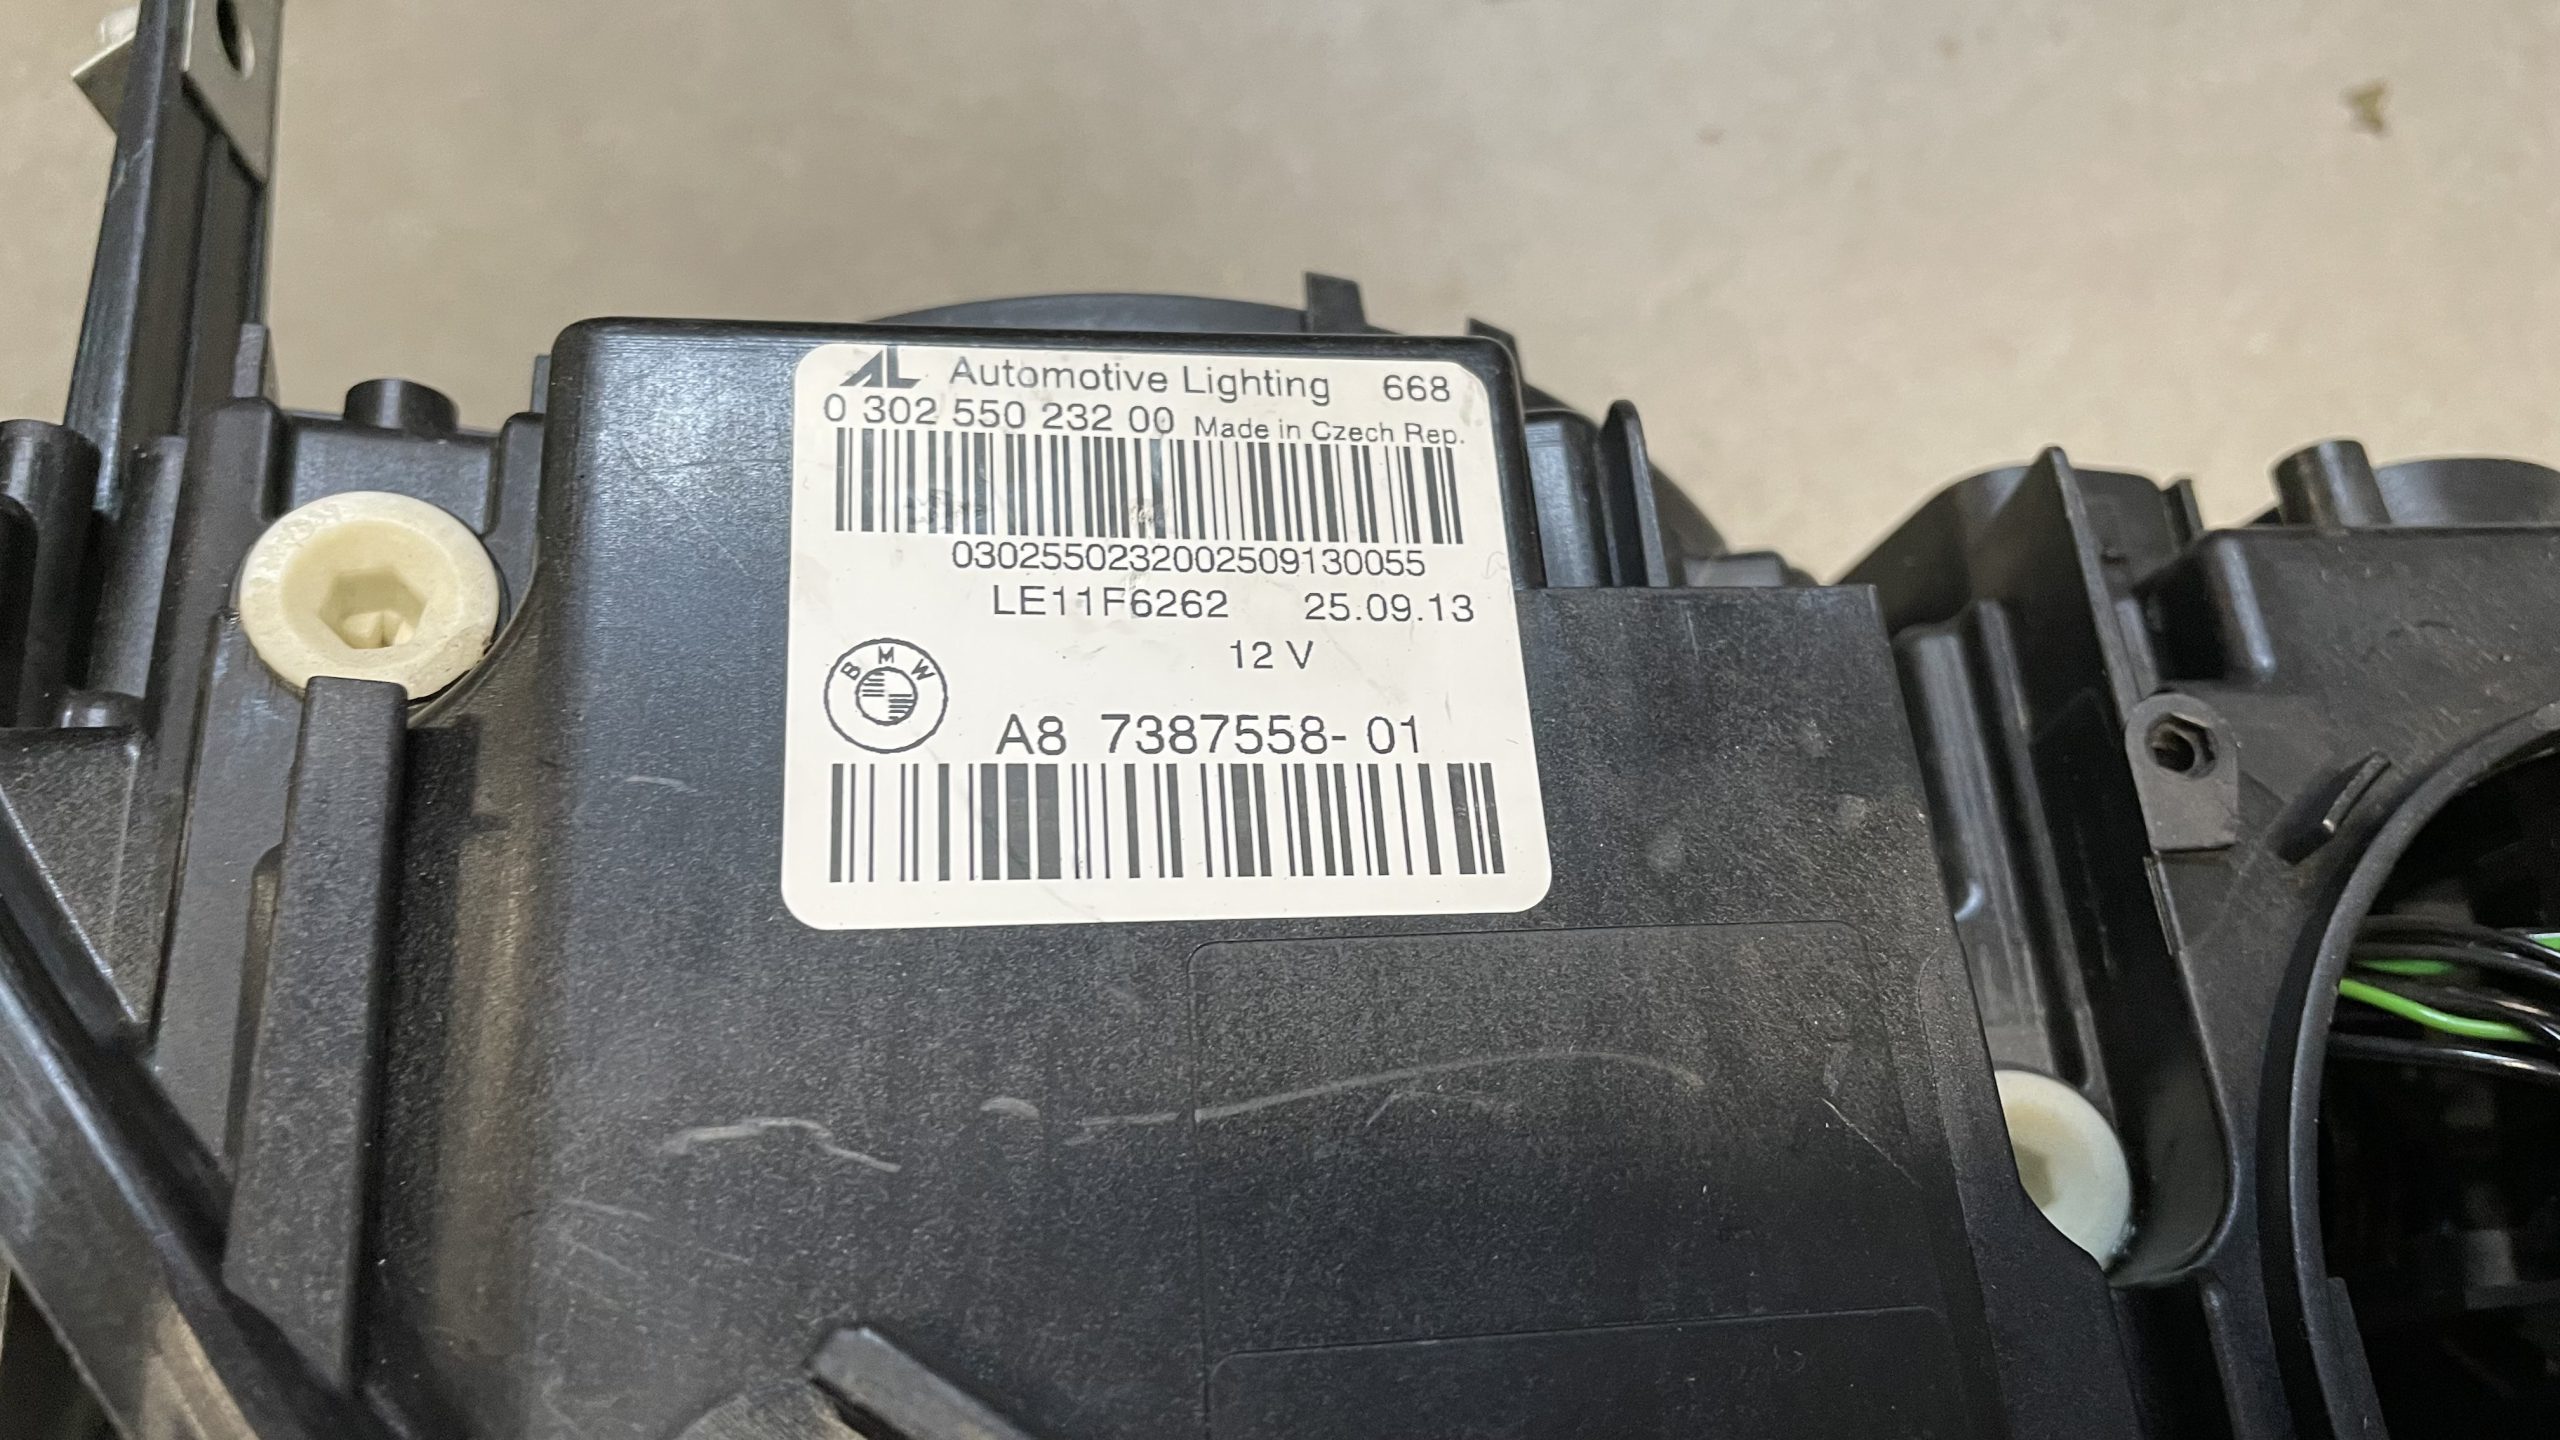 AL Automotive Lighting 668
0 302 550 232 00 Made in Czech Rep.
0302550232002509130055
LE11F6262 25.09.13
12 V
BMW
A8 7387558-01